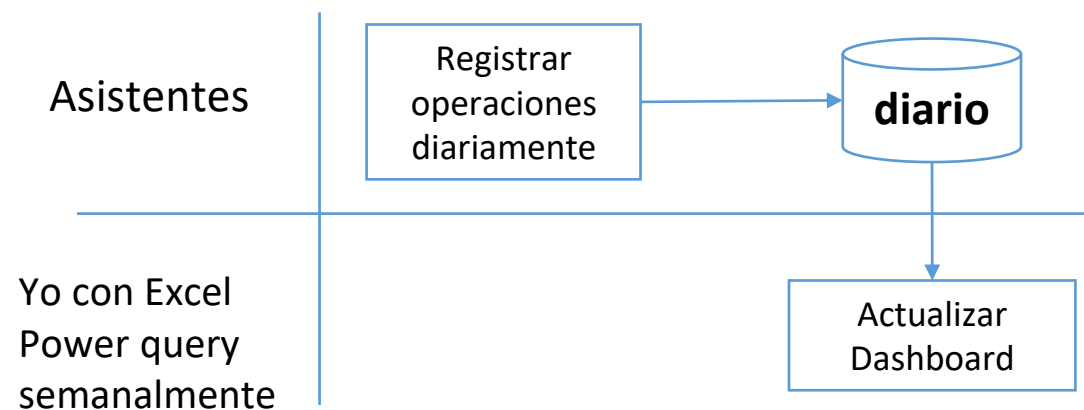 Asistentes
Registrar
operaciones
diariamente
diario
Yo con Excel
Power query
semanalmente
Actualizar
Dashboard